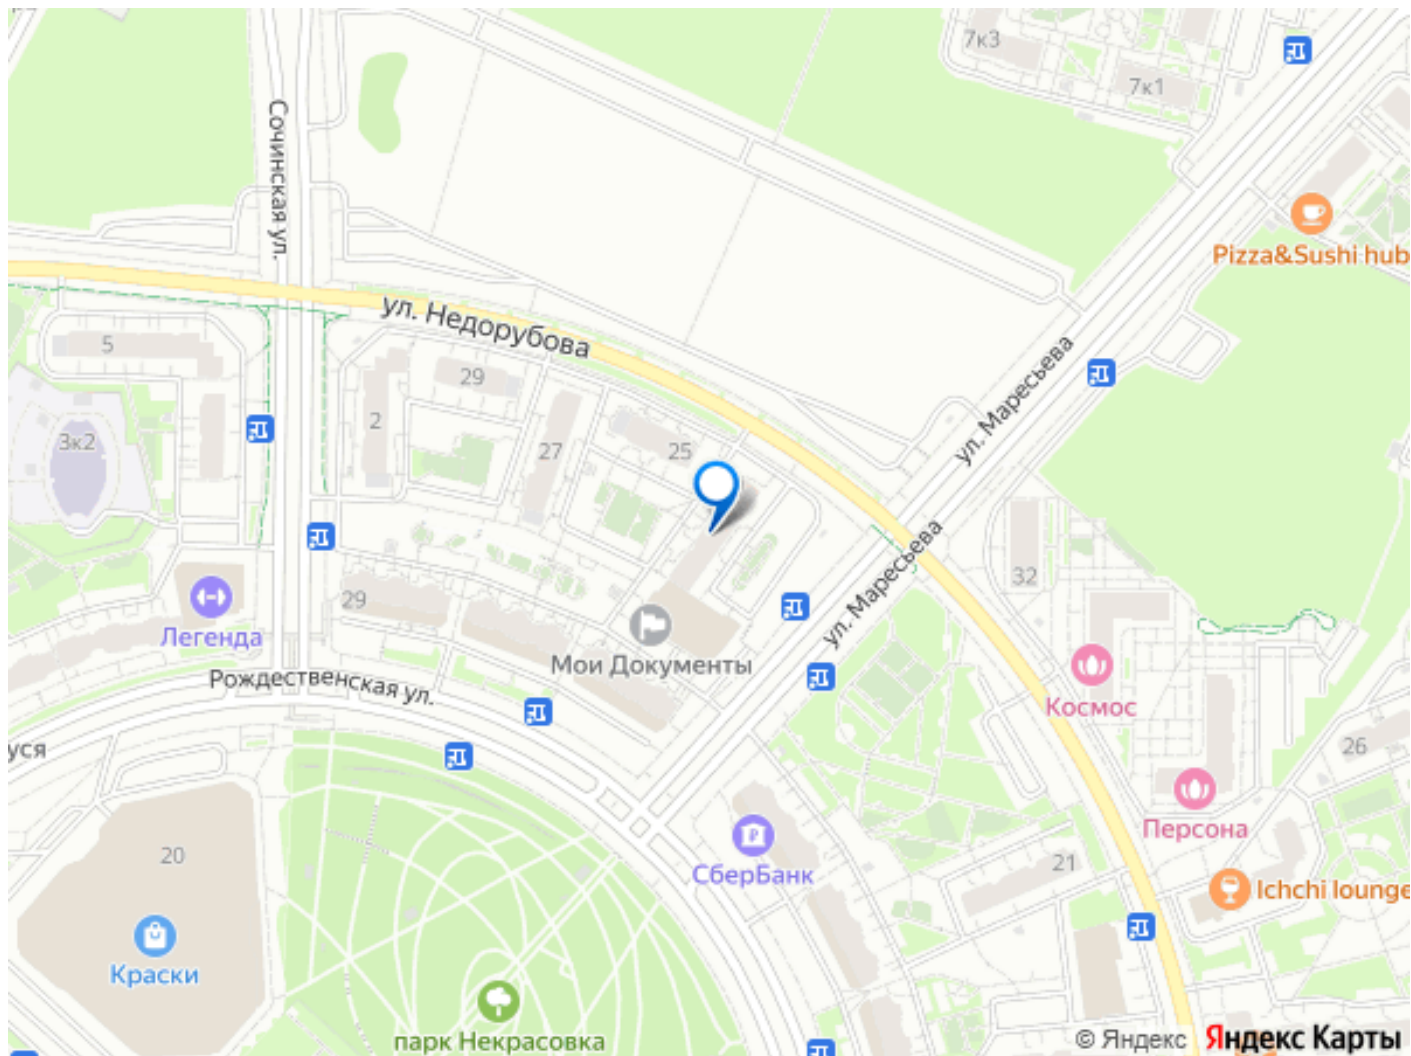 7к3
7к1
Сочинская ул.
Pizza&Sushi hub
ул. Недорубова
ул. Маресьева
5
29
2
25
3к2
27
ул. Маресьева
32
29
Легенда
Мои Документы
Рождественская ул.
Космос
уся
26
Персона
20
21
СберБанк
Ichchi lounge
Краски
парк Некрасовка
© Яндекс Яндекс Карты